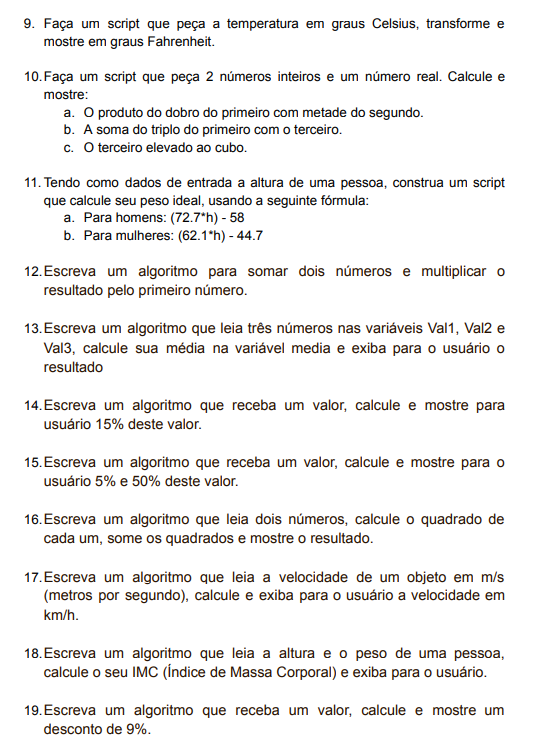 9. Faça um script que peça a temperatura em graus Celsius, transforme e
mostre em graus Fahrenheit.
10. Faça um script que peça 2 números inteiros e um número real. Calcule e
mostre:
a. O produto do dobro do primeiro com metade do segundo.
b. A soma do triplo do primeiro com o terceiro.
c. O terceiro elevado ao cubo.
11. Tendo como dados de entrada a altura de uma pessoa, construa um script
que calcule seu peso ideal, usando a seguinte fórmula:
a. Para homens: (72.7*h) - 58
b. Para mulheres: (62.1*h) - 44.7
12. Escreva um algoritmo para somar dois números e multiplicar o
resultado pelo primeiro número.
13. Escreva um algoritmo que leia três números nas variáveis Val1, Val2 e
Val3, calcule sua média na variável media e exiba para o usuário o
resultado
14. Escreva um algoritmo que receba um valor, calcule e mostre para
usuário 15% deste valor.
15. Escreva um algoritmo que receba um valor, calcule e mostre para o
usuário 5% e 50% deste valor.
16. Escreva um algoritmo que leia dois números, calcule o quadrado de
cada um, some os quadrados e mostre o resultado.
17. Escreva um algoritmo que leia a velocidade de um objeto em m/s
(metros por segundo), calcule e exiba para o usuário a velocidade em
km/h.
18. Escreva um algoritmo que leia a altura e o peso de uma pessoa,
calcule o seu IMC (Índice de Massa Corporal) e exiba para o usuário.
19. Escreva um algoritmo que receba um valor, calcule e mostre um
desconto de 9%.